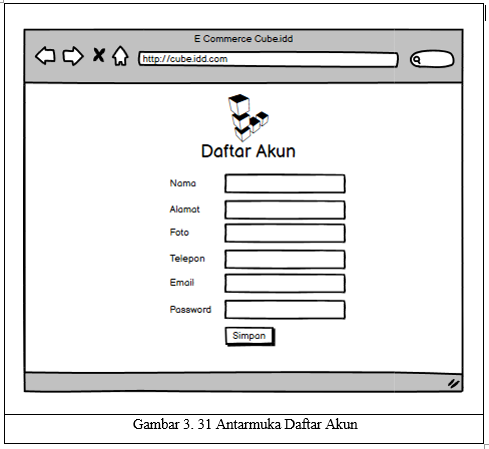 E Commerce Cube.idd
http://cube.idd.com
Daftar Akun
Nama
Alamat
Foto
Telepon
Email
Password
Simpan
Gambar 3. 31 Antarmuka Daftar Akun